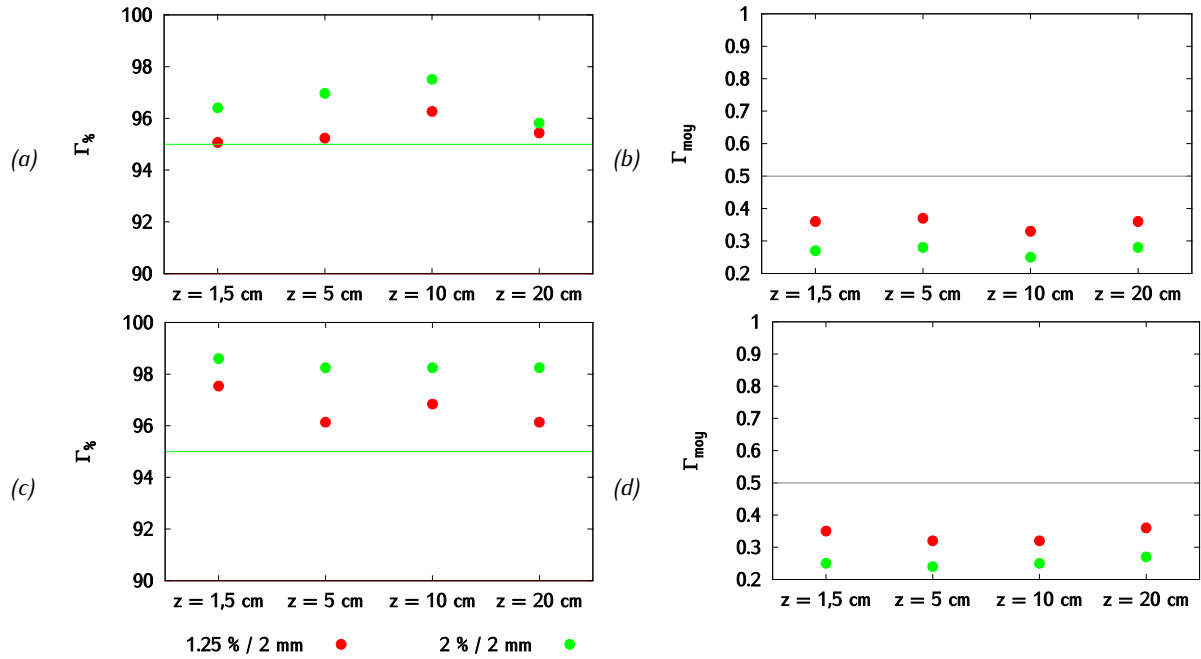 (a)
Γ%
100
98
96
94
92
90
z = 1,5 cm z = 5 cm z = 10 cm z = 20 cm
(b)
Γmoy
1
0.9
0.8
0.7
0.6
0.5
0.4
0.3
0.2
z = 1,5 cm z = 5 cm z = 10 cm z = 20 cm
(c)
Γ%
100
98
96
94
92
90
z = 1,5 cm z = 5 cm z = 10 cm z = 20 cm
(d)
Γmoy
1
0.9
0.8
0.7
0.6
0.5
0.4
0.3
0.2
z = 1,5 cm z = 5 cm z = 10 cm z = 20 cm
1.25 % / 2 mm 2 % / 2 mm